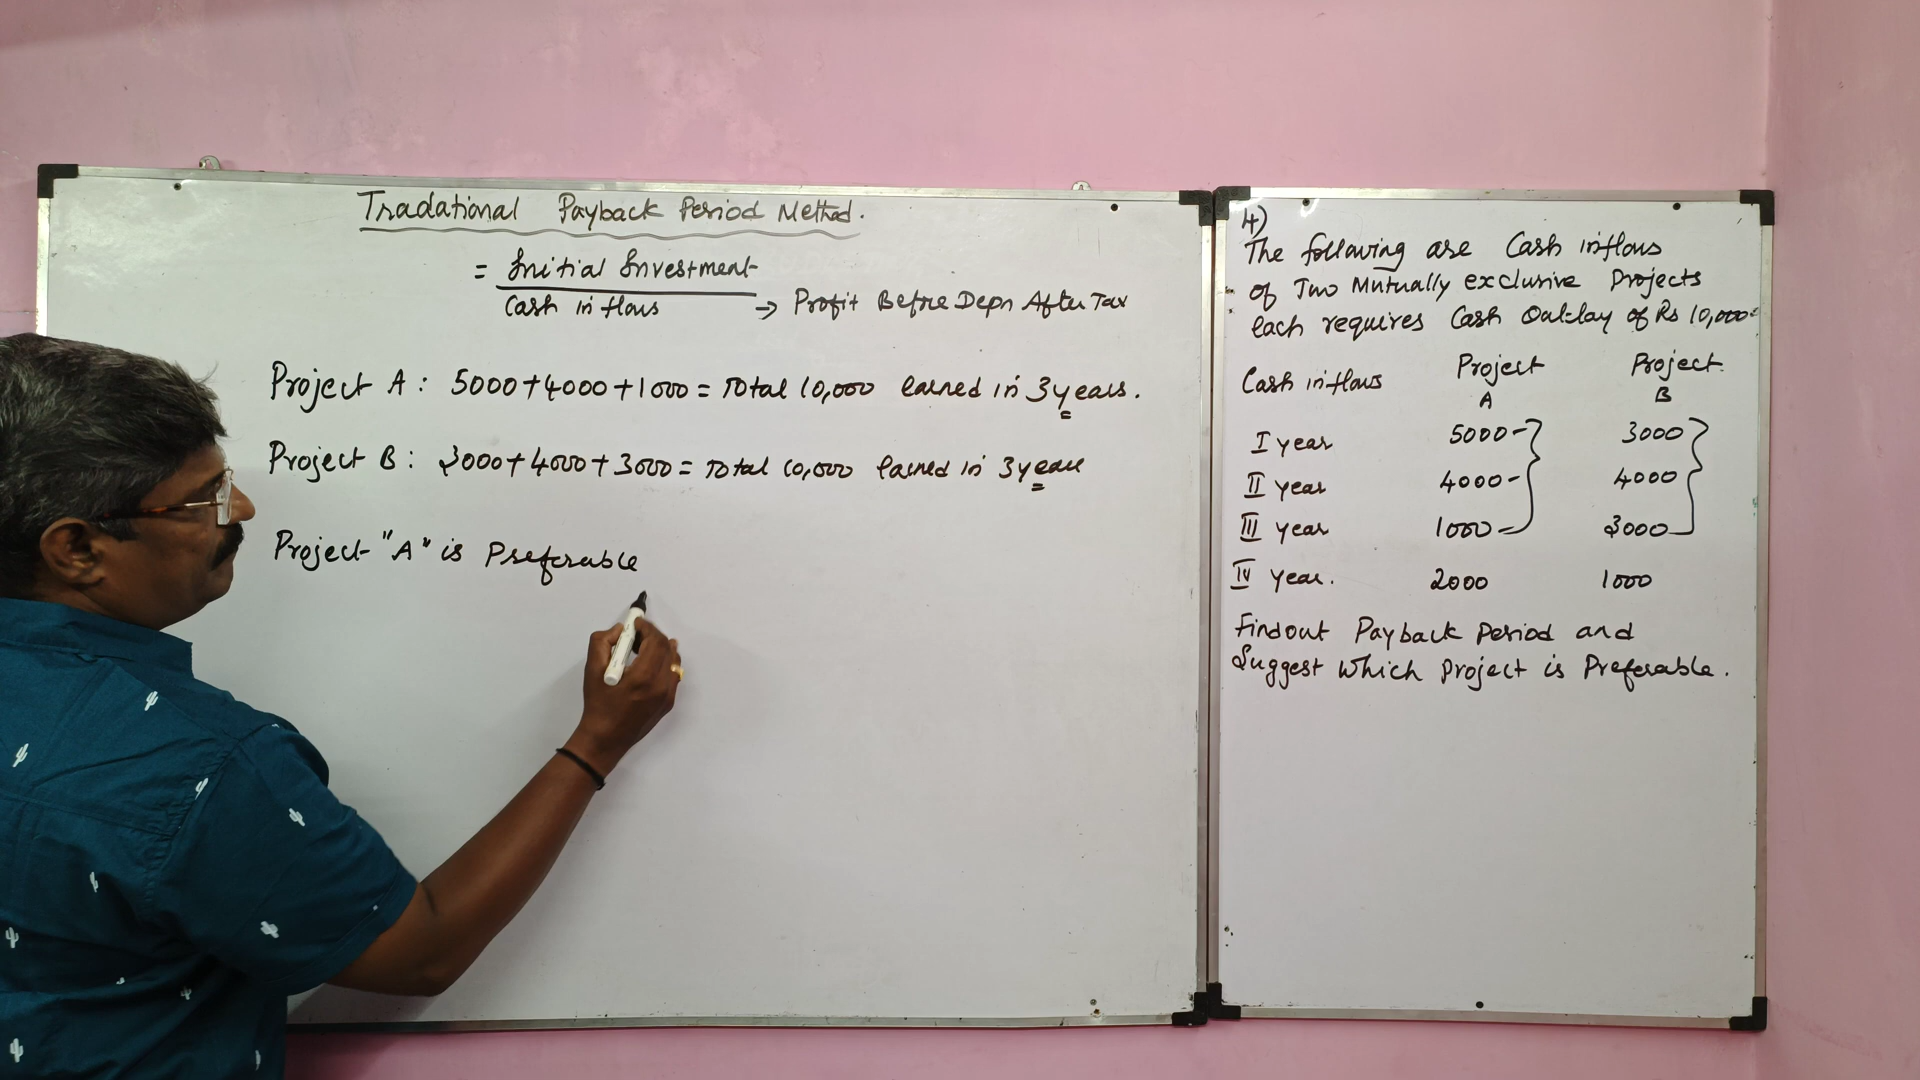 Tradational Payback Period Method.
= Initial Investment
Cash in flows → Profit Before Depn After Tax
Project A : 5000+4000+1000 = Total 10,000 earned in 3 years.
Project B : 3000+4000+3000 = Total 10,000 earned in 3 years
Project "A" is Preferable
4)
The following are Cash inflows
of Two Mutually exclusive Projects
each requires Cash Outlay of Rs 10,000=
Cash inflows Project A Project. B
I year 5000- 3000
II year 4000- 4000
III year 1000- 3000
IV year. 2000 1000
Findout Payback Period and
Suggest Which Project is Preferable.